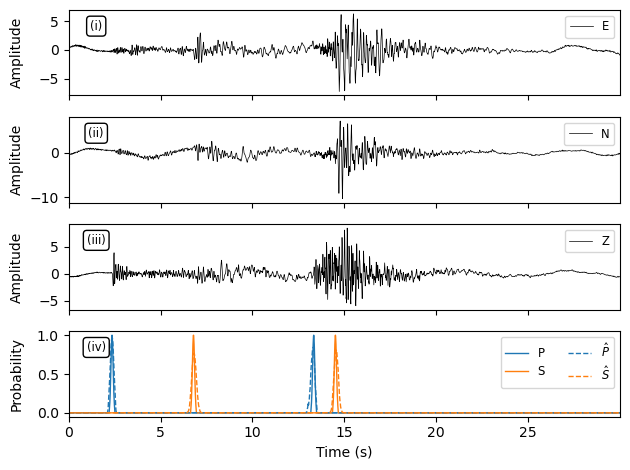 (i)
E
Amplitude
5
0
−5
(ii)
N
Amplitude
0
−10
(iii)
Z
Amplitude
5
0
−5
(iv)
P
S
P̂
Ŝ
Probability
1.0
0.5
0.0
0 5 10 15 20 25
Time (s)